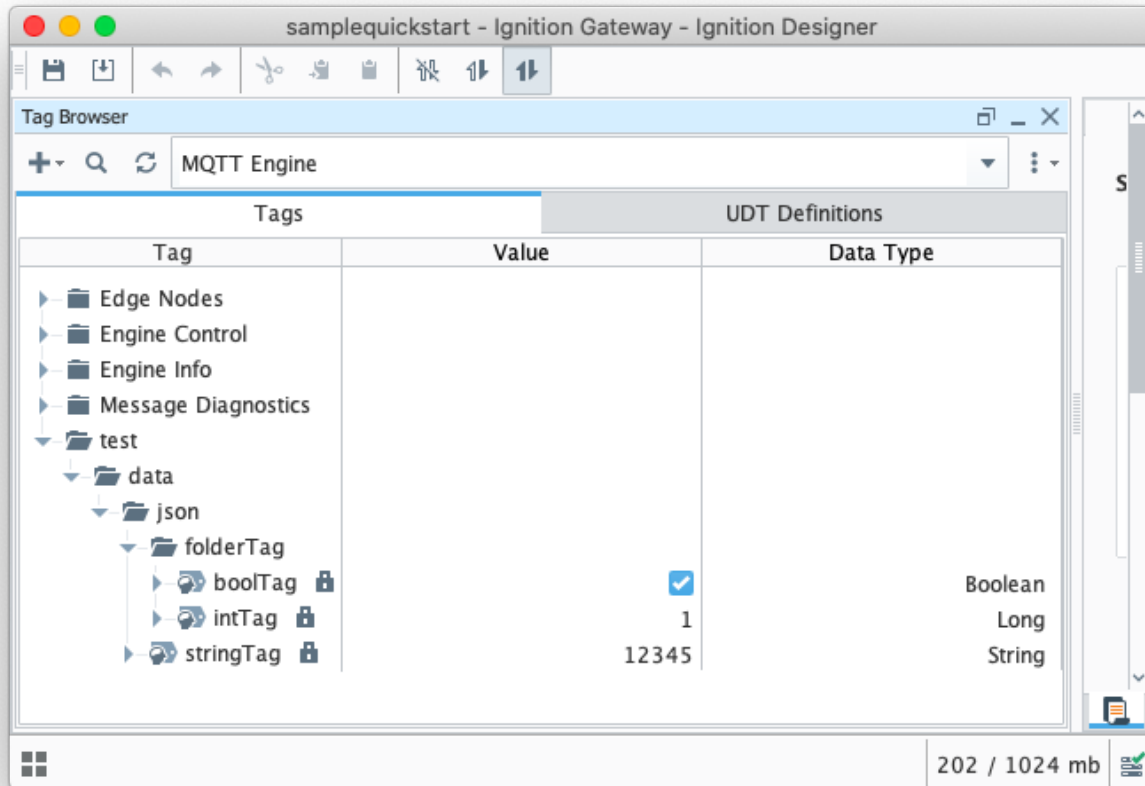 samplequickstart - Ignition Gateway - Ignition Designer
Tag Browser
MQTT Engine
Tags UDT Definitions
Tag Value Data Type
Edge Nodes
Engine Control
Engine Info
Message Diagnostics
test
data
json
folderTag
boolTag Boolean
intTag 1 Long
stringTag 12345 String
S
202 / 1024 mb